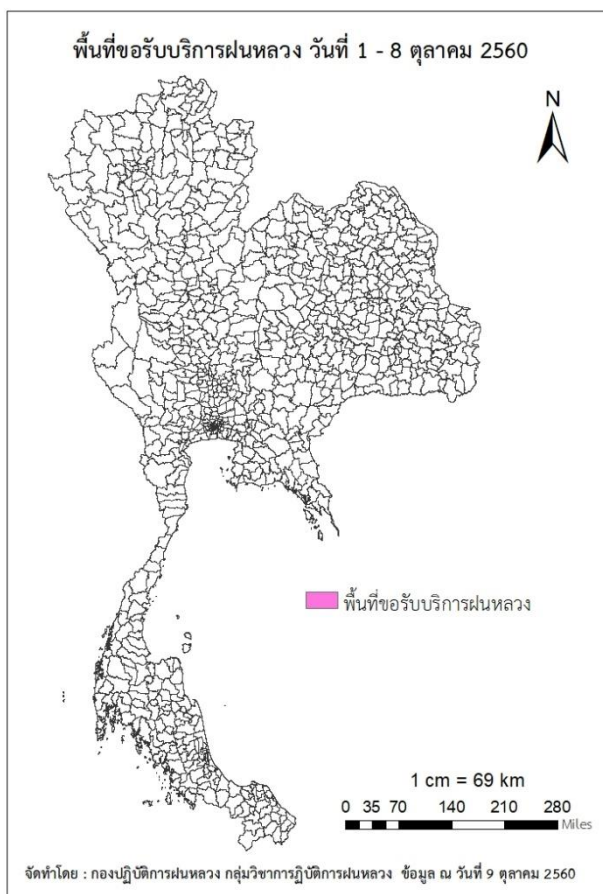 พื้นที่ขอรับบริการฝนหลวง วันที่ 1 - 8 ตุลาคม 2560
N
พื้นที่ขอรับบริการฝนหลวง
1 cm = 69 km
0 35 70 140 210 280
Miles
จัดทำโดย : กองปฏิบัติการฝนหลวง กลุ่มวิชาการฏิบัติการฝนหลวง ข้อมูล ณ วันที่ 9 ตุลาคม 2560